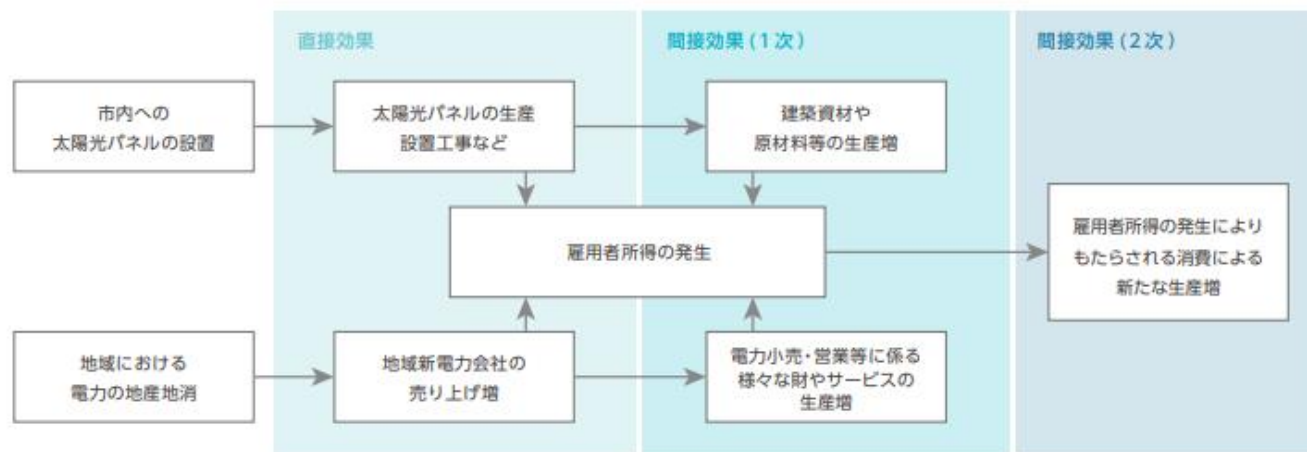 直接効果
間接効果(1次)
間接効果(2次)
市内への
太陽光パネルの設置
太陽光パネルの生産
設置工事など
建築資材や
原材料等の生産増
雇用者所得の発生
雇用者所得の発生により
もたらされる消費による
新たな生産増
地域における
電力の地産地消
地域新電力会社の
売り上げ増
電力小売・営業等に係る
様々な財やサービスの
生産増